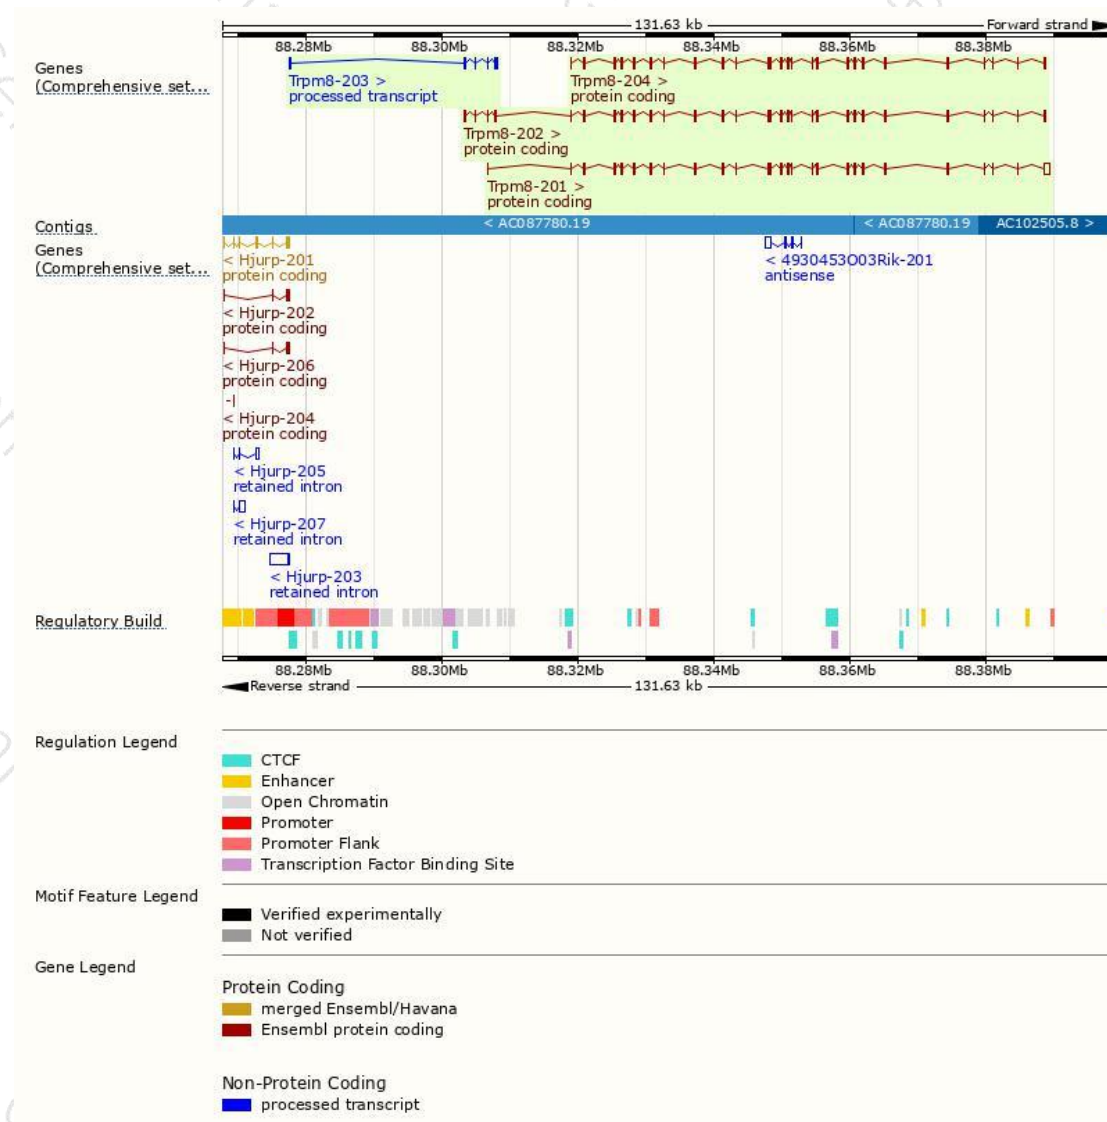 131.63 kb Forward strand
88.28Mb 88.30Mb 88.32Mb 88.34Mb 88.36Mb 88.38Mb
Genes
(Comprehensive set...
Trpm8-203 >
processed transcript
Trpm8-204 >
protein coding
Trpm8-202 >
protein coding
Trpm8-201 >
protein coding
Contigs
< AC087780.19 < AC087780.19 AC102505.8 >
Genes
(Comprehensive set...
< Hjurp-201
protein coding
< 4930453O03Rik-201
antisense
< Hjurp-202
protein coding
< Hjurp-206
protein coding
< Hjurp-204
protein coding
< Hjurp-205
retained intron
< Hjurp-207
retained intron
< Hjurp-203
retained intron
Regulatory Build
88.28Mb 88.30Mb 88.32Mb 88.34Mb 88.36Mb 88.38Mb
Reverse strand 131.63 kb
Regulation Legend
CTCF
Enhancer
Open Chromatin
Promoter
Promoter Flank
Transcription Factor Binding Site
Motif Feature Legend
Verified experimentally
Not verified
Gene Legend
Protein Coding
merged Ensembl/Havana
Ensembl protein coding
Non-Protein Coding
processed transcript